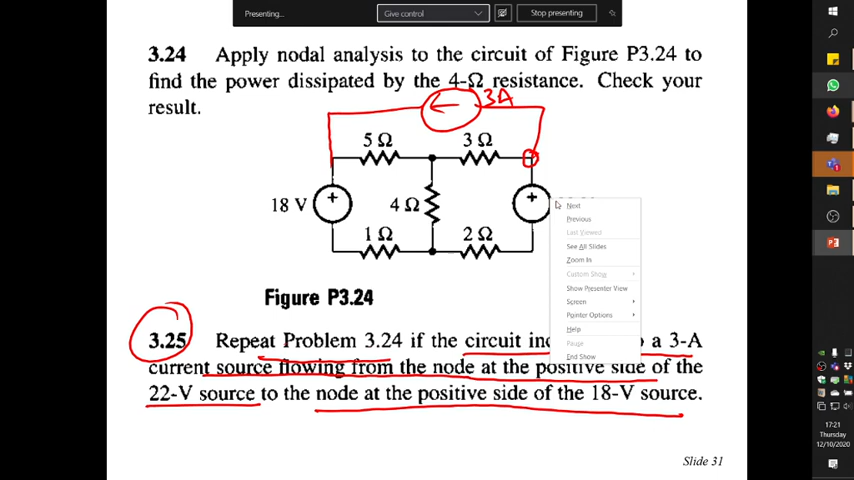 Presenting...
Give control
Stop presenting
3.24 Apply nodal analysis to the circuit of Figure P3.24 to
find the power dissipated by the 4-Ω resistance. Check your
result.
3A
5 Ω
3 Ω
18 V
4 Ω
1 Ω
2 Ω
Next
Previous
Last Viewed
See All Slides
Zoom In
Custom Show
Show Presenter View
Screen
Pointer Options
Help
Pause
End Show
Figure P3.24
3.25 Repeat Problem 3.24 if the circuit in a 3-A
current source flowing from the node at the positive side of the
22-V source to the node at the positive side of the 18-V source.
Slide 31
17:21
Thursday
12/10/2020